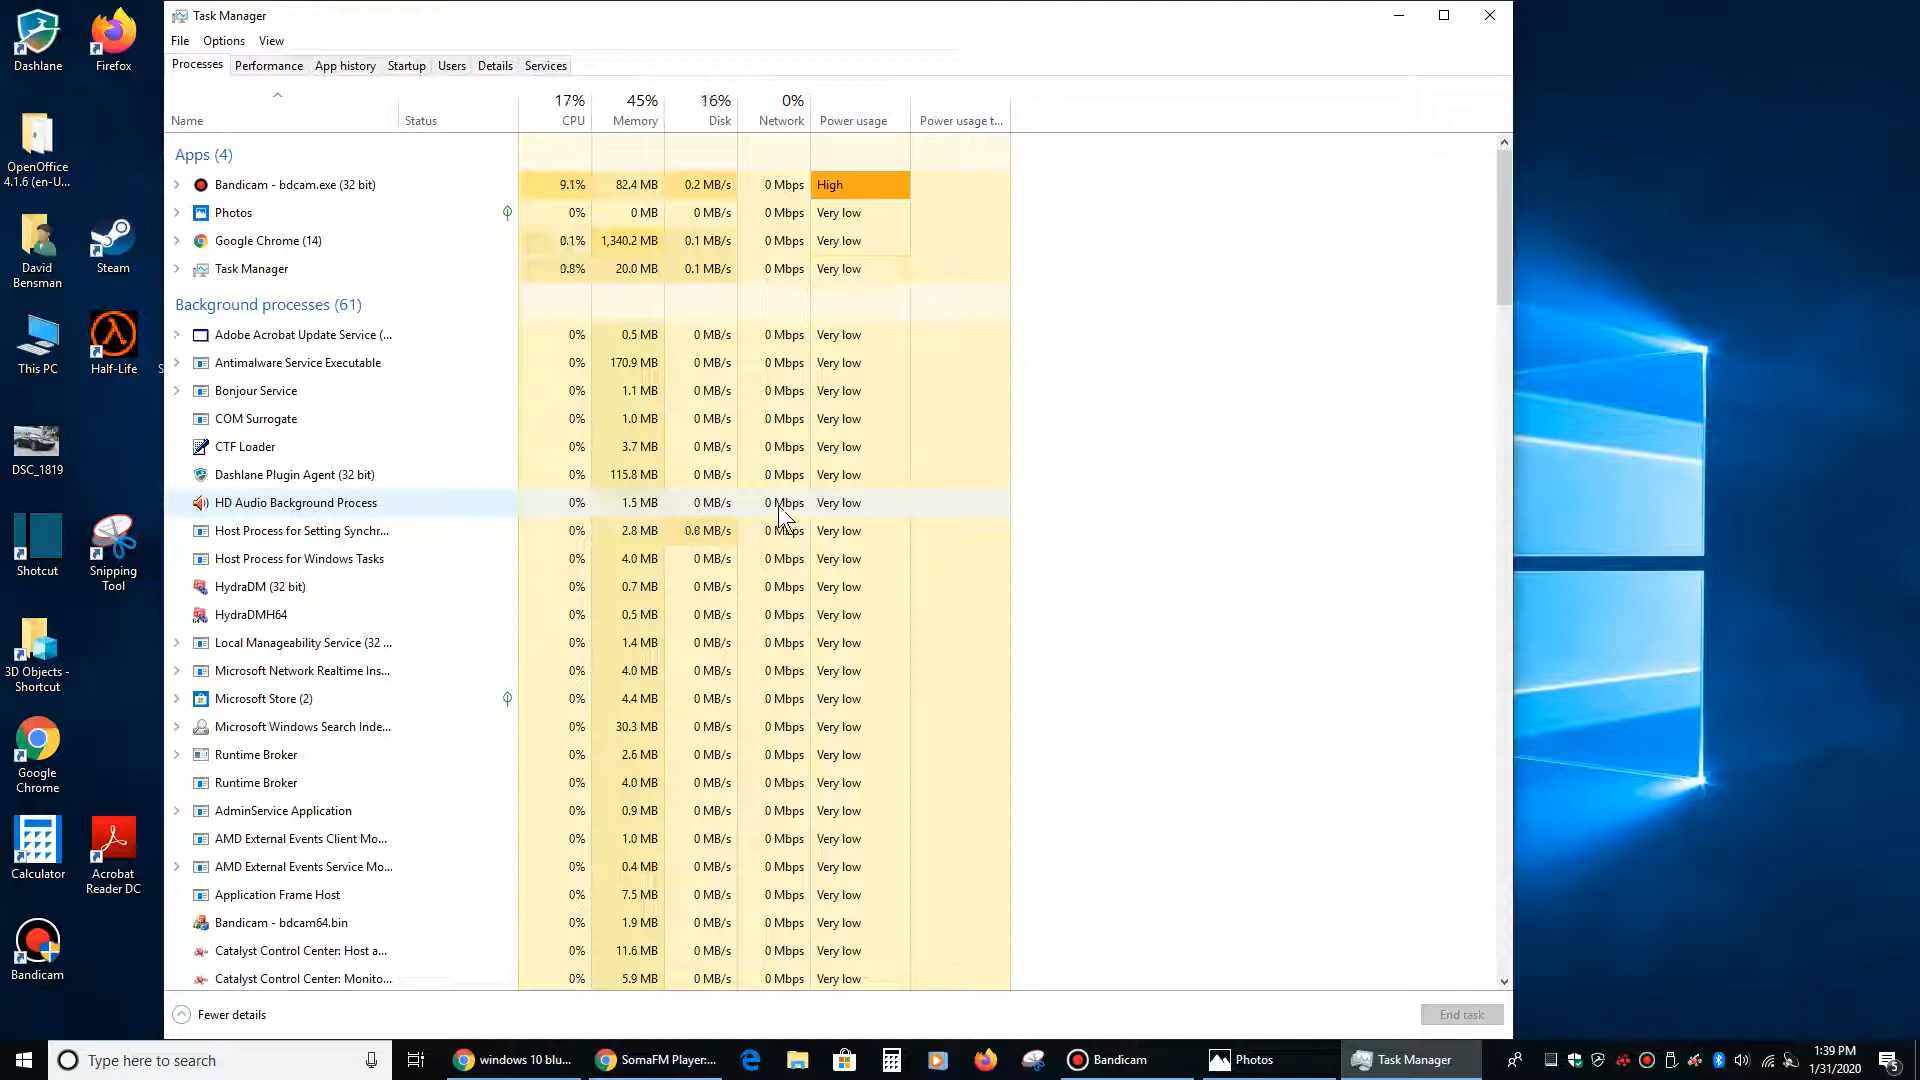 Task Manager
File Options View
Processes Performance App history Startup Users Details Services
17% 45% 16% 0%
Name Status CPU Memory Disk Network Power usage Power usage t...
Apps (4)
Bandicam - bdcam.exe (32 bit) 9.1% 82.4 MB 0.2 MB/s 0 Mbps High
Photos 0% 0 MB 0 MB/s 0 Mbps Very low
Google Chrome (14) 0.1% 1,340.2 MB 0.1 MB/s 0 Mbps Very low
Task Manager 20.0 MB 0.1 MB/s 0 Mbps Very low
Background processes (61)
Adobe Acrobat Update Service (... 0% 0.5 MB 0 MB/s 0 Mbps Very low
Antimalware Service Executable 0% 170.9 MB 0 MB/s 0 Mbps Very low
Bonjour Service 0% 1.1 MB 0 MB/s 0 Mbps Very low
COM Surrogate 0% 1.0 MB 0 MB/s 0 Mbps Very low
CTF Loader 0% 3.7 MB 0 MB/s 0 Mbps Very low
Dashlane Plugin Agent (32 bit) 0% 115.8 MB 0 MB/s 0 Mbps Very low
HD Audio Background Process 0% 1.5 MB 0 MB/s 0 Mbps Very low
Host Process for Setting Synchr... 0% 2.8 MB 0.8 MB/s 0 Mbps Very low
Host Process for Windows Tasks 0% 4.0 MB 0 MB/s 0 Mbps Very low
HydraDM (32 bit) 0% 0.7 MB 0 MB/s 0 Mbps Very low
HydraDMH64 0% 0.5 MB 0 MB/s 0 Mbps Very low
Local Manageability Service (32 ... 0% 1.4 MB 0 MB/s 0 Mbps Very low
Microsoft Network Realtime Ins... 0% 4.0 MB 0 MB/s 0 Mbps Very low
Microsoft Store (2) 0% 4.4 MB 0 MB/s 0 Mbps Very low
Microsoft Windows Search Inde... 0% 30.3 MB 0 MB/s 0 Mbps Very low
Runtime Broker 0% 2.6 MB 0 MB/s 0 Mbps Very low
Runtime Broker 0% 4.0 MB 0 MB/s 0 Mbps Very low
AdminService Application 0% 0.9 MB 0 MB/s 0 Mbps Very low
AMD External Events Client Mo... 0% 1.0 MB 0 MB/s 0 Mbps Very low
AMD External Events Service Mo... 0% 0.4 MB 0 MB/s 0 Mbps Very low
Application Frame Host 0% 7.5 MB 0 MB/s 0 Mbps Very low
Bandicam - bdcam64.bin 0% 1.9 MB 0 MB/s 0 Mbps Very low
Catalyst Control Center: Host a... 0% 11.6 MB 0 MB/s 0 Mbps Very low
Catalyst Control Center: Monito... 0% 5.9 MB 0 MB/s 0 Mbps Very low
Fewer details End task
Dashlane Firefox
OpenOffice
4.1.6 (en-U...
David
Bensman
Steam
This PC Half-Life S
DSC_1819
Shotcut
Snipping
Tool
3D Objects -
Shortcut
Google
Chrome
Calculator
Acrobat
Reader DC
Bandicam
Type here to search windows 10 blu... SomaFM Player:... Bandicam Photos Task Manager
1:39 PM
1/31/2020
5